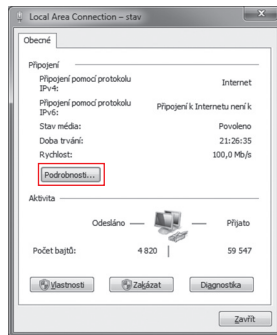 Local Area Connection – stav
Obecné
Připojení
Připojení pomocí protokolu
IPv4:
Internet
Připojení pomocí protokolu
IPv6:
Připojení k Internetu není k
Stav média:
Povoleno
Doba trvání:
21:26:35
Rychlost:
100,0 Mb/s
Podrobnosti...
Aktivita
Odesláno
Přijato
Počet bajtů:
4 820
59 547
Vlastnosti
Zakázat
Diagnostika
Zavřít